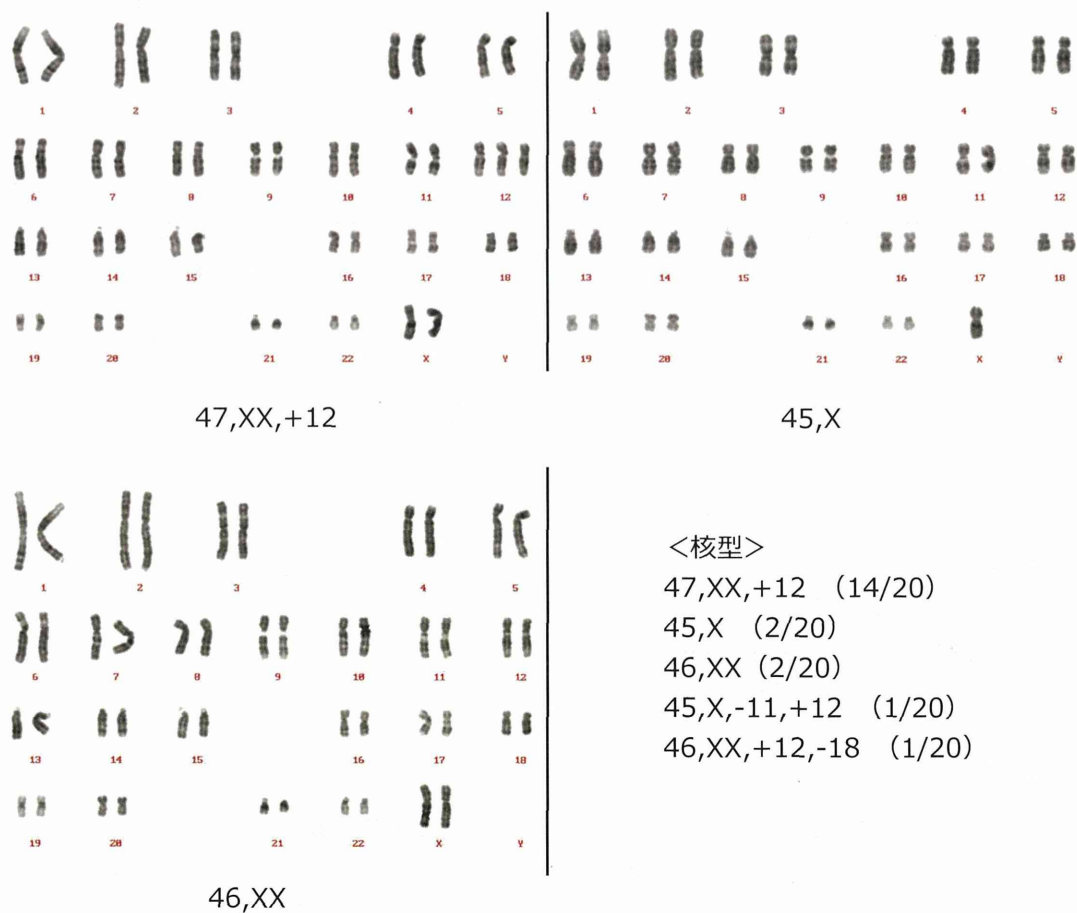 1 2 3 4 5
6 7 8 9 10 11 12
13 14 15 16 17 18
19 20 21 22 X Y
47,XX,+12
1 2 3 4 5
6 7 8 9 10 11 12
13 14 15 16 17 18
19 20 21 22 X Y
45,X
1 2 3 4 5
6 7 8 9 10 11 12
13 14 15 16 17 18
19 20 21 22 X Y
46,XX
＜核型＞
47,XX,+12 （14/20）
45,X （2/20）
46,XX（2/20）
45,X,-11,+12 （1/20）
46,XX,+12,-18 （1/20）